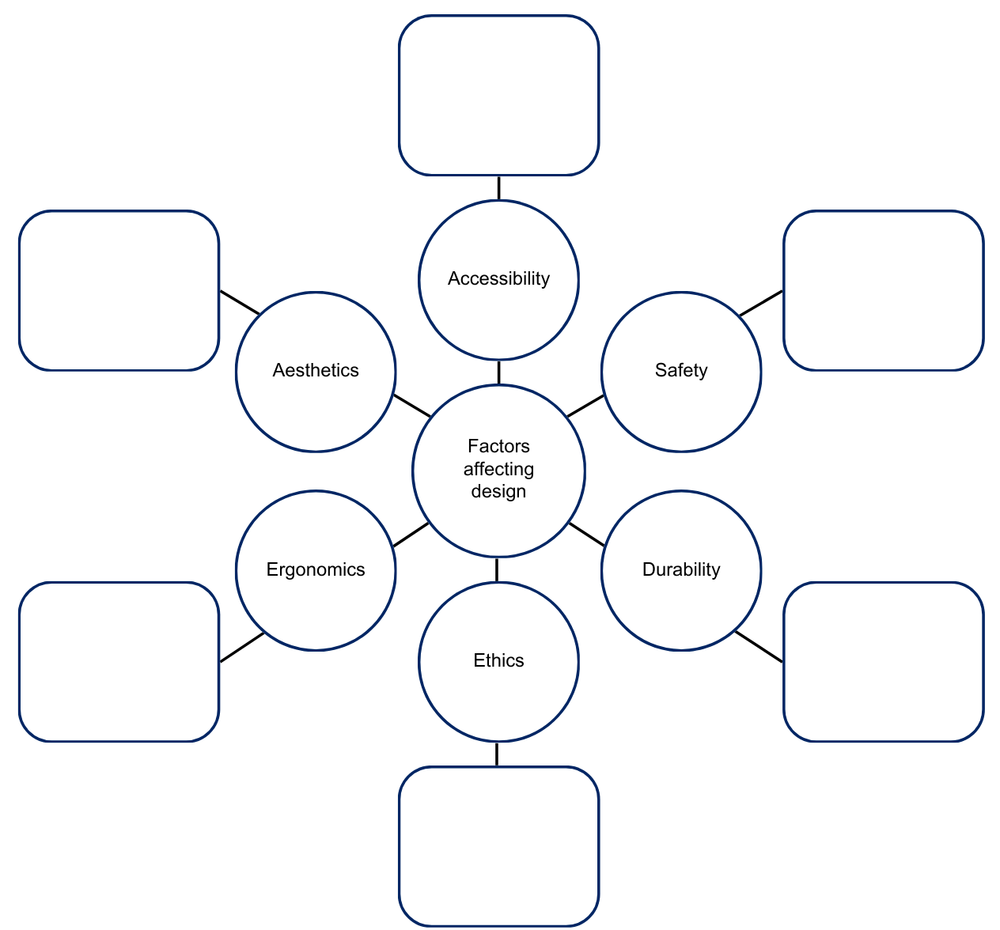 Accessibility
Aesthetics
Safety
Factors
affecting
design
Ergonomics
Durability
Ethics